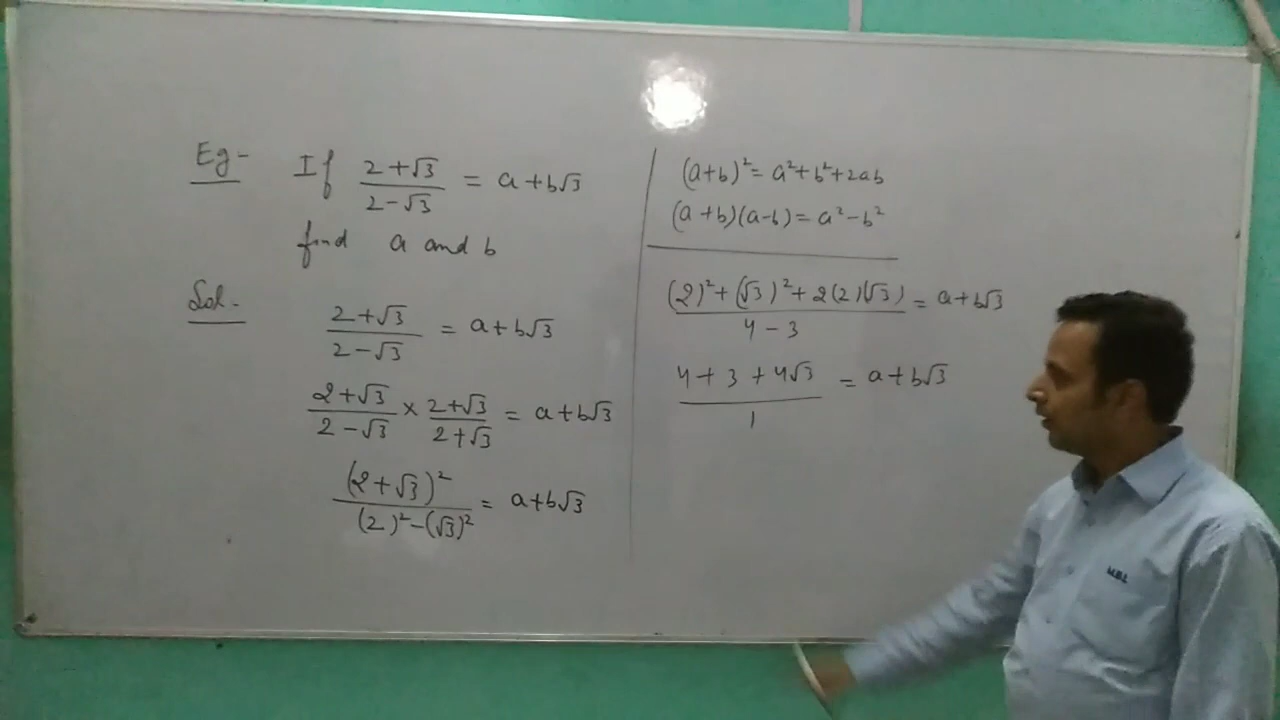 Eg- If (2+√3)/(2-√3) = a+b√3
find a and b
Sol- (2+√3)/(2-√3) = a+b√3
(2+√3)/(2-√3) × (2+√3)/(2+√3) = a+b√3
(2+√3)²/((2)²-(√3)²) = a+b√3
(a+b)² = a²+b²+2ab
(a+b)(a-b) = a²-b²
((2)²+(√3)²+2(2)(√3))/(4-3) = a+b√3
(4+3+4√3)/1 = a+b√3